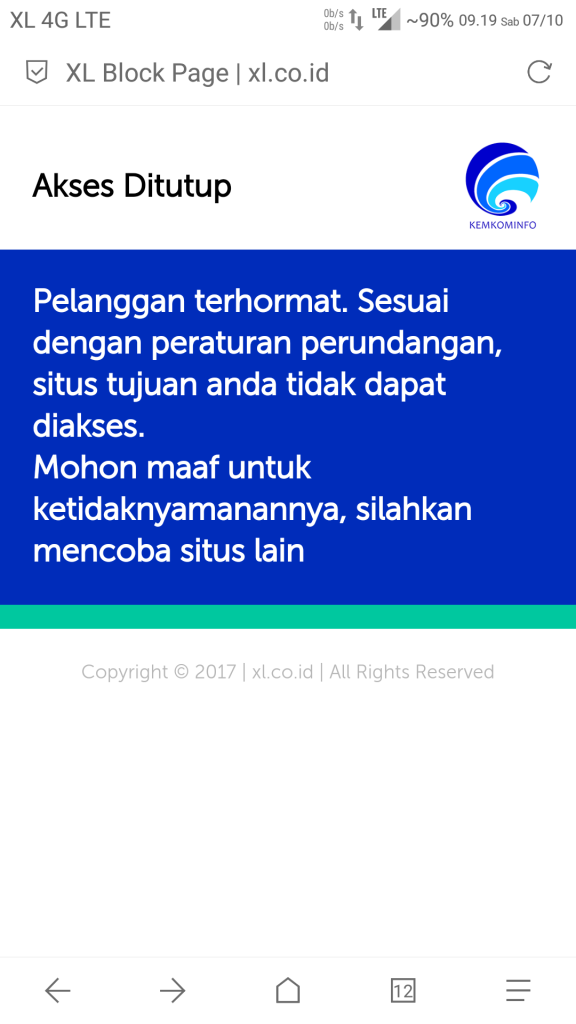 XL 4G LTE
0b/s
0b/s
LTE
~90% 09.19 Sab 07/10
XL Block Page | xl.co.id
Akses Ditutup
KEMKOMINFO
Pelanggan terhormat. Sesuai
dengan peraturan perundangan,
situs tujuan anda tidak dapat
diakses.
Mohon maaf untuk
ketidaknyamanannya, silahkan
mencoba situs lain
Copyright © 2017 | xl.co.id | All Rights Reserved
12